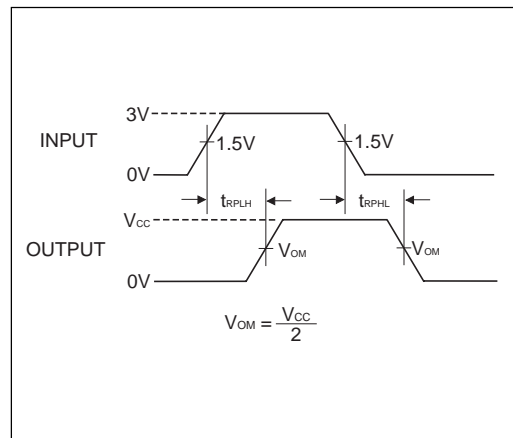 3V
INPUT
1.5V 1.5V
0V
tRPLH tRPHL
VCC
OUTPUT
VOM VOM
0V
VOM = VCC
2